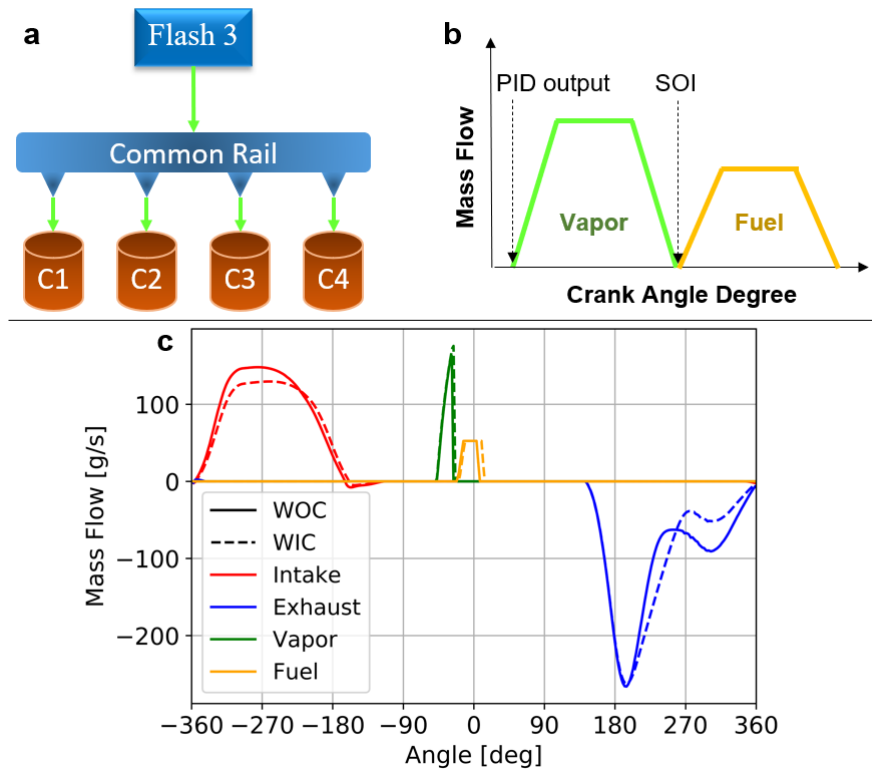 a
Flash 3
Common Rail
C1 C2 C3 C4
b
PID output SOI
Mass Flow
Vapor Fuel
Crank Angle Degree
c
Mass Flow [g/s]
100
0
−100
−200
WOC
WIC
Intake
Exhaust
Vapor
Fuel
−360 −270 −180 −90 0 90 180 270 360
Angle [deg]